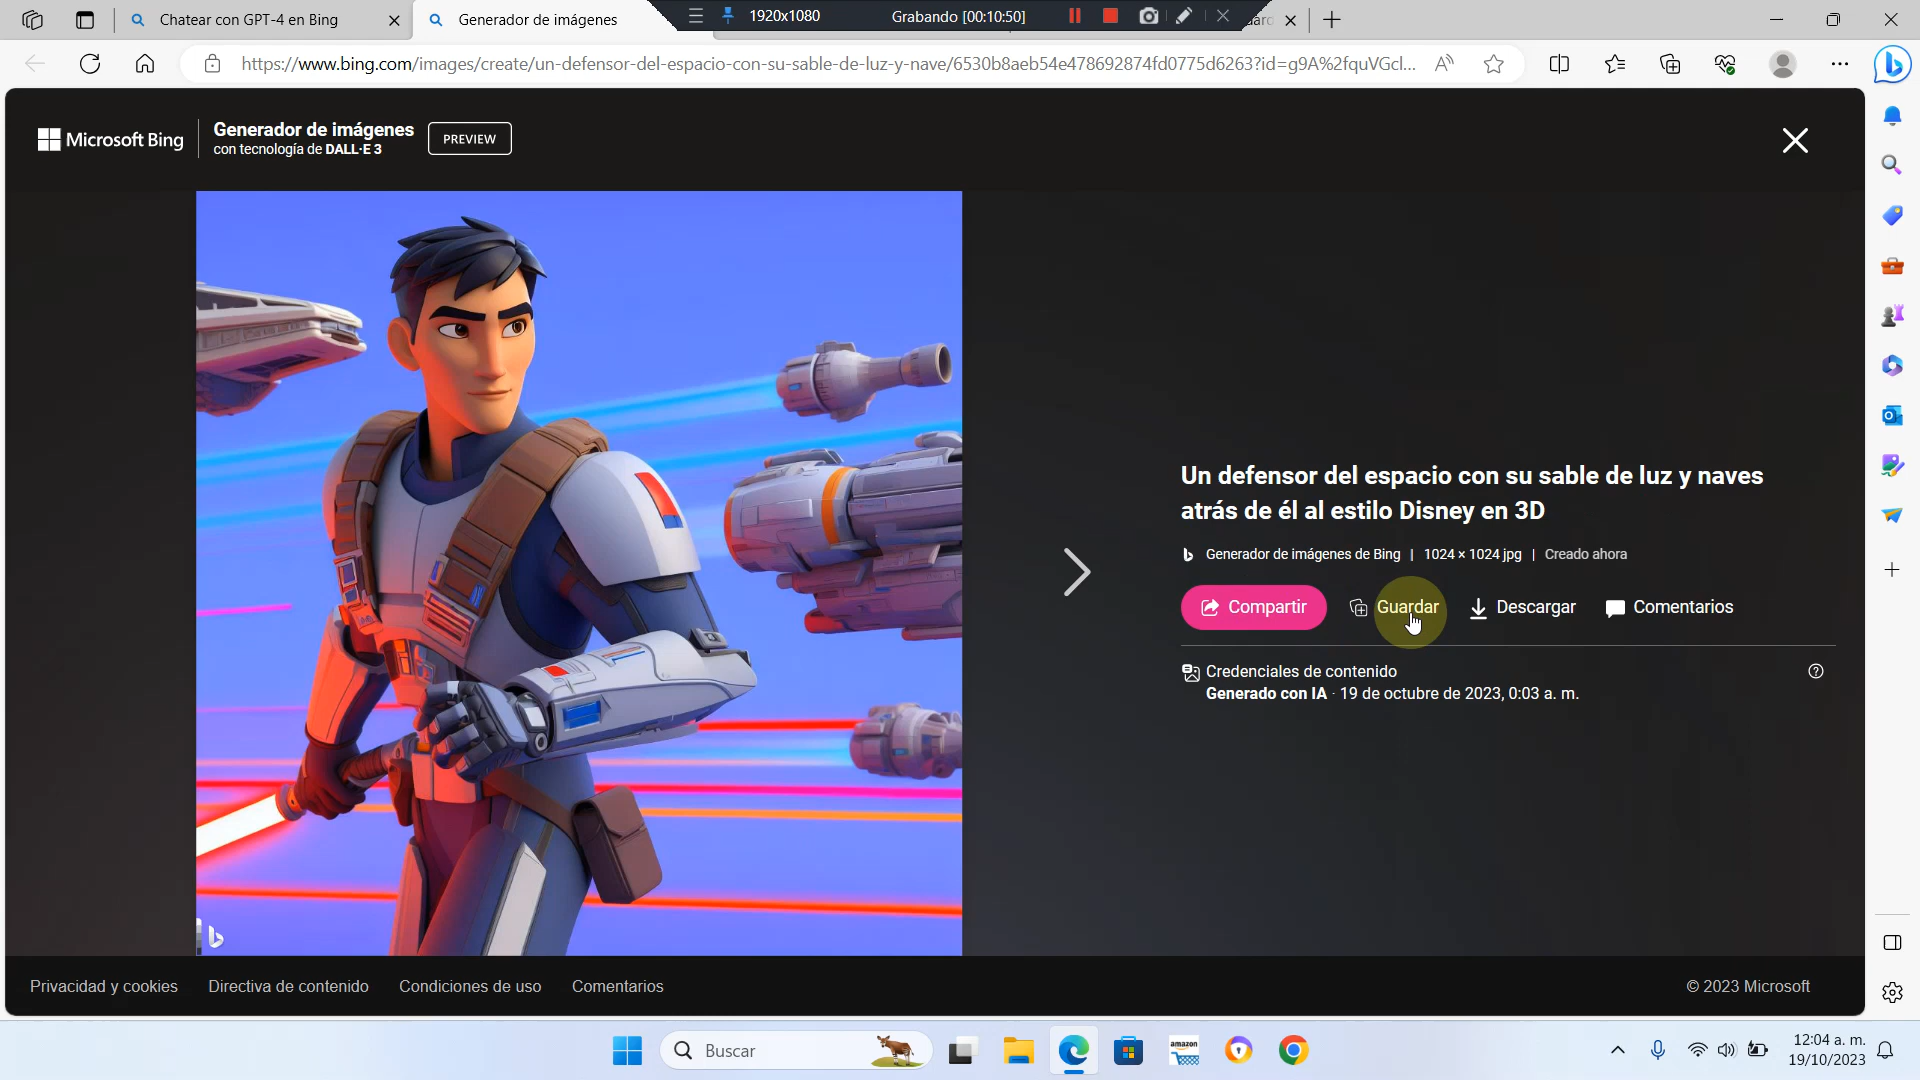 Chatear con GPT-4 en Bing
Generador de imágenes
1920x1080
Grabando [00:10:50]
https://www.bing.com/images/create/un-defensor-del-espacio-con-su-sable-de-luz-y-nave/6530b8aeb54e478692874fd0775d6263?id=g9A%2fquVGcl...
Microsoft Bing
Generador de imágenes
con tecnología de DALL·E 3
PREVIEW
Un defensor del espacio con su sable de luz y naves
atrás de él al estilo Disney en 3D
Generador de imágenes de Bing | 1024 × 1024 jpg | Creado ahora
Compartir
Guardar
Descargar
Comentarios
Credenciales de contenido
Generado con IA · 19 de octubre de 2023, 0:03 a. m.
Privacidad y cookies
Directiva de contenido
Condiciones de uso
Comentarios
© 2023 Microsoft
Buscar
amazon
12:04 a. m.
19/10/2023